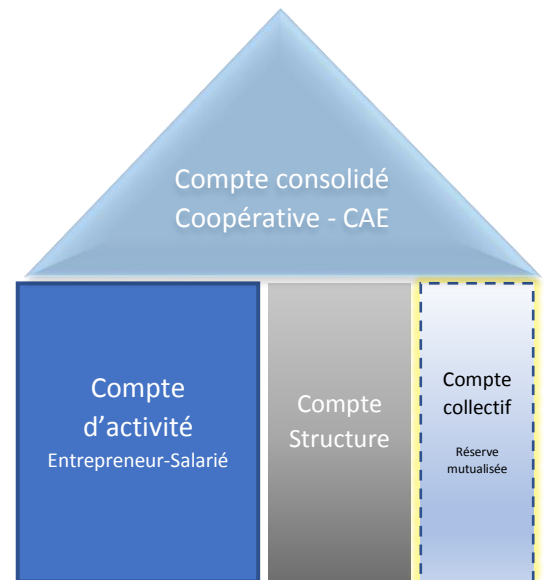 Compte consolidé
Coopérative - CAE
Compte
d’activité
Entrepreneur-Salarié
Compte
Structure
Compte
collectif
Réserve
mutualisée